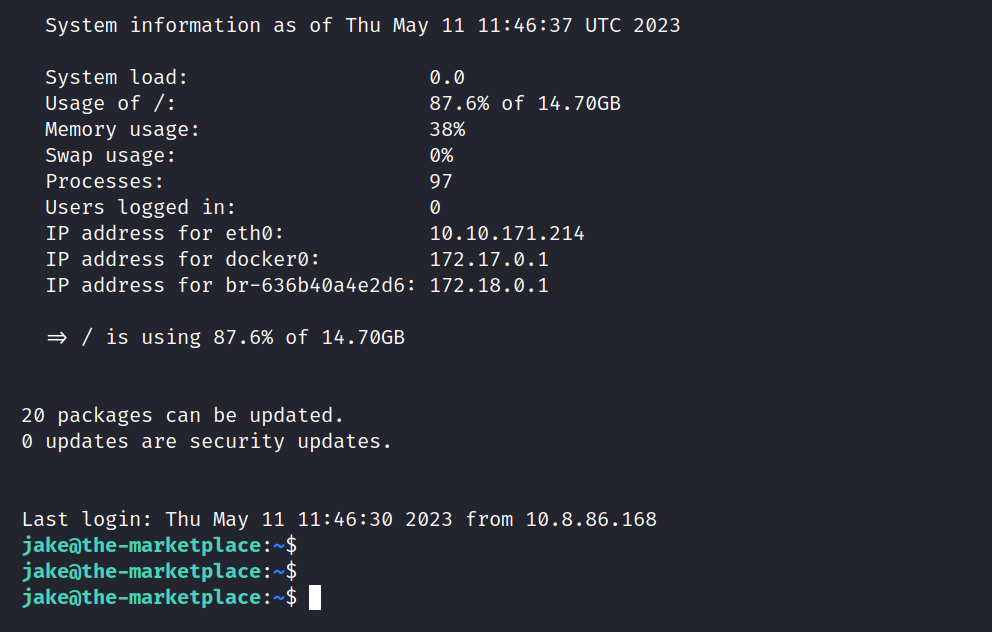 System information as of Thu May 11 11:46:37 UTC 2023
System load: 0.0
Usage of /: 87.6% of 14.70GB
Memory usage: 38%
Swap usage: 0%
Processes: 97
Users logged in: 0
IP address for eth0: 10.10.171.214
IP address for docker0: 172.17.0.1
IP address for br-636b40a4e2d6: 172.18.0.1
=> / is using 87.6% of 14.70GB
20 packages can be updated.
0 updates are security updates.
Last login: Thu May 11 11:46:30 2023 from 10.8.86.168
jake@the-marketplace:~$
jake@the-marketplace:~$
jake@the-marketplace:~$